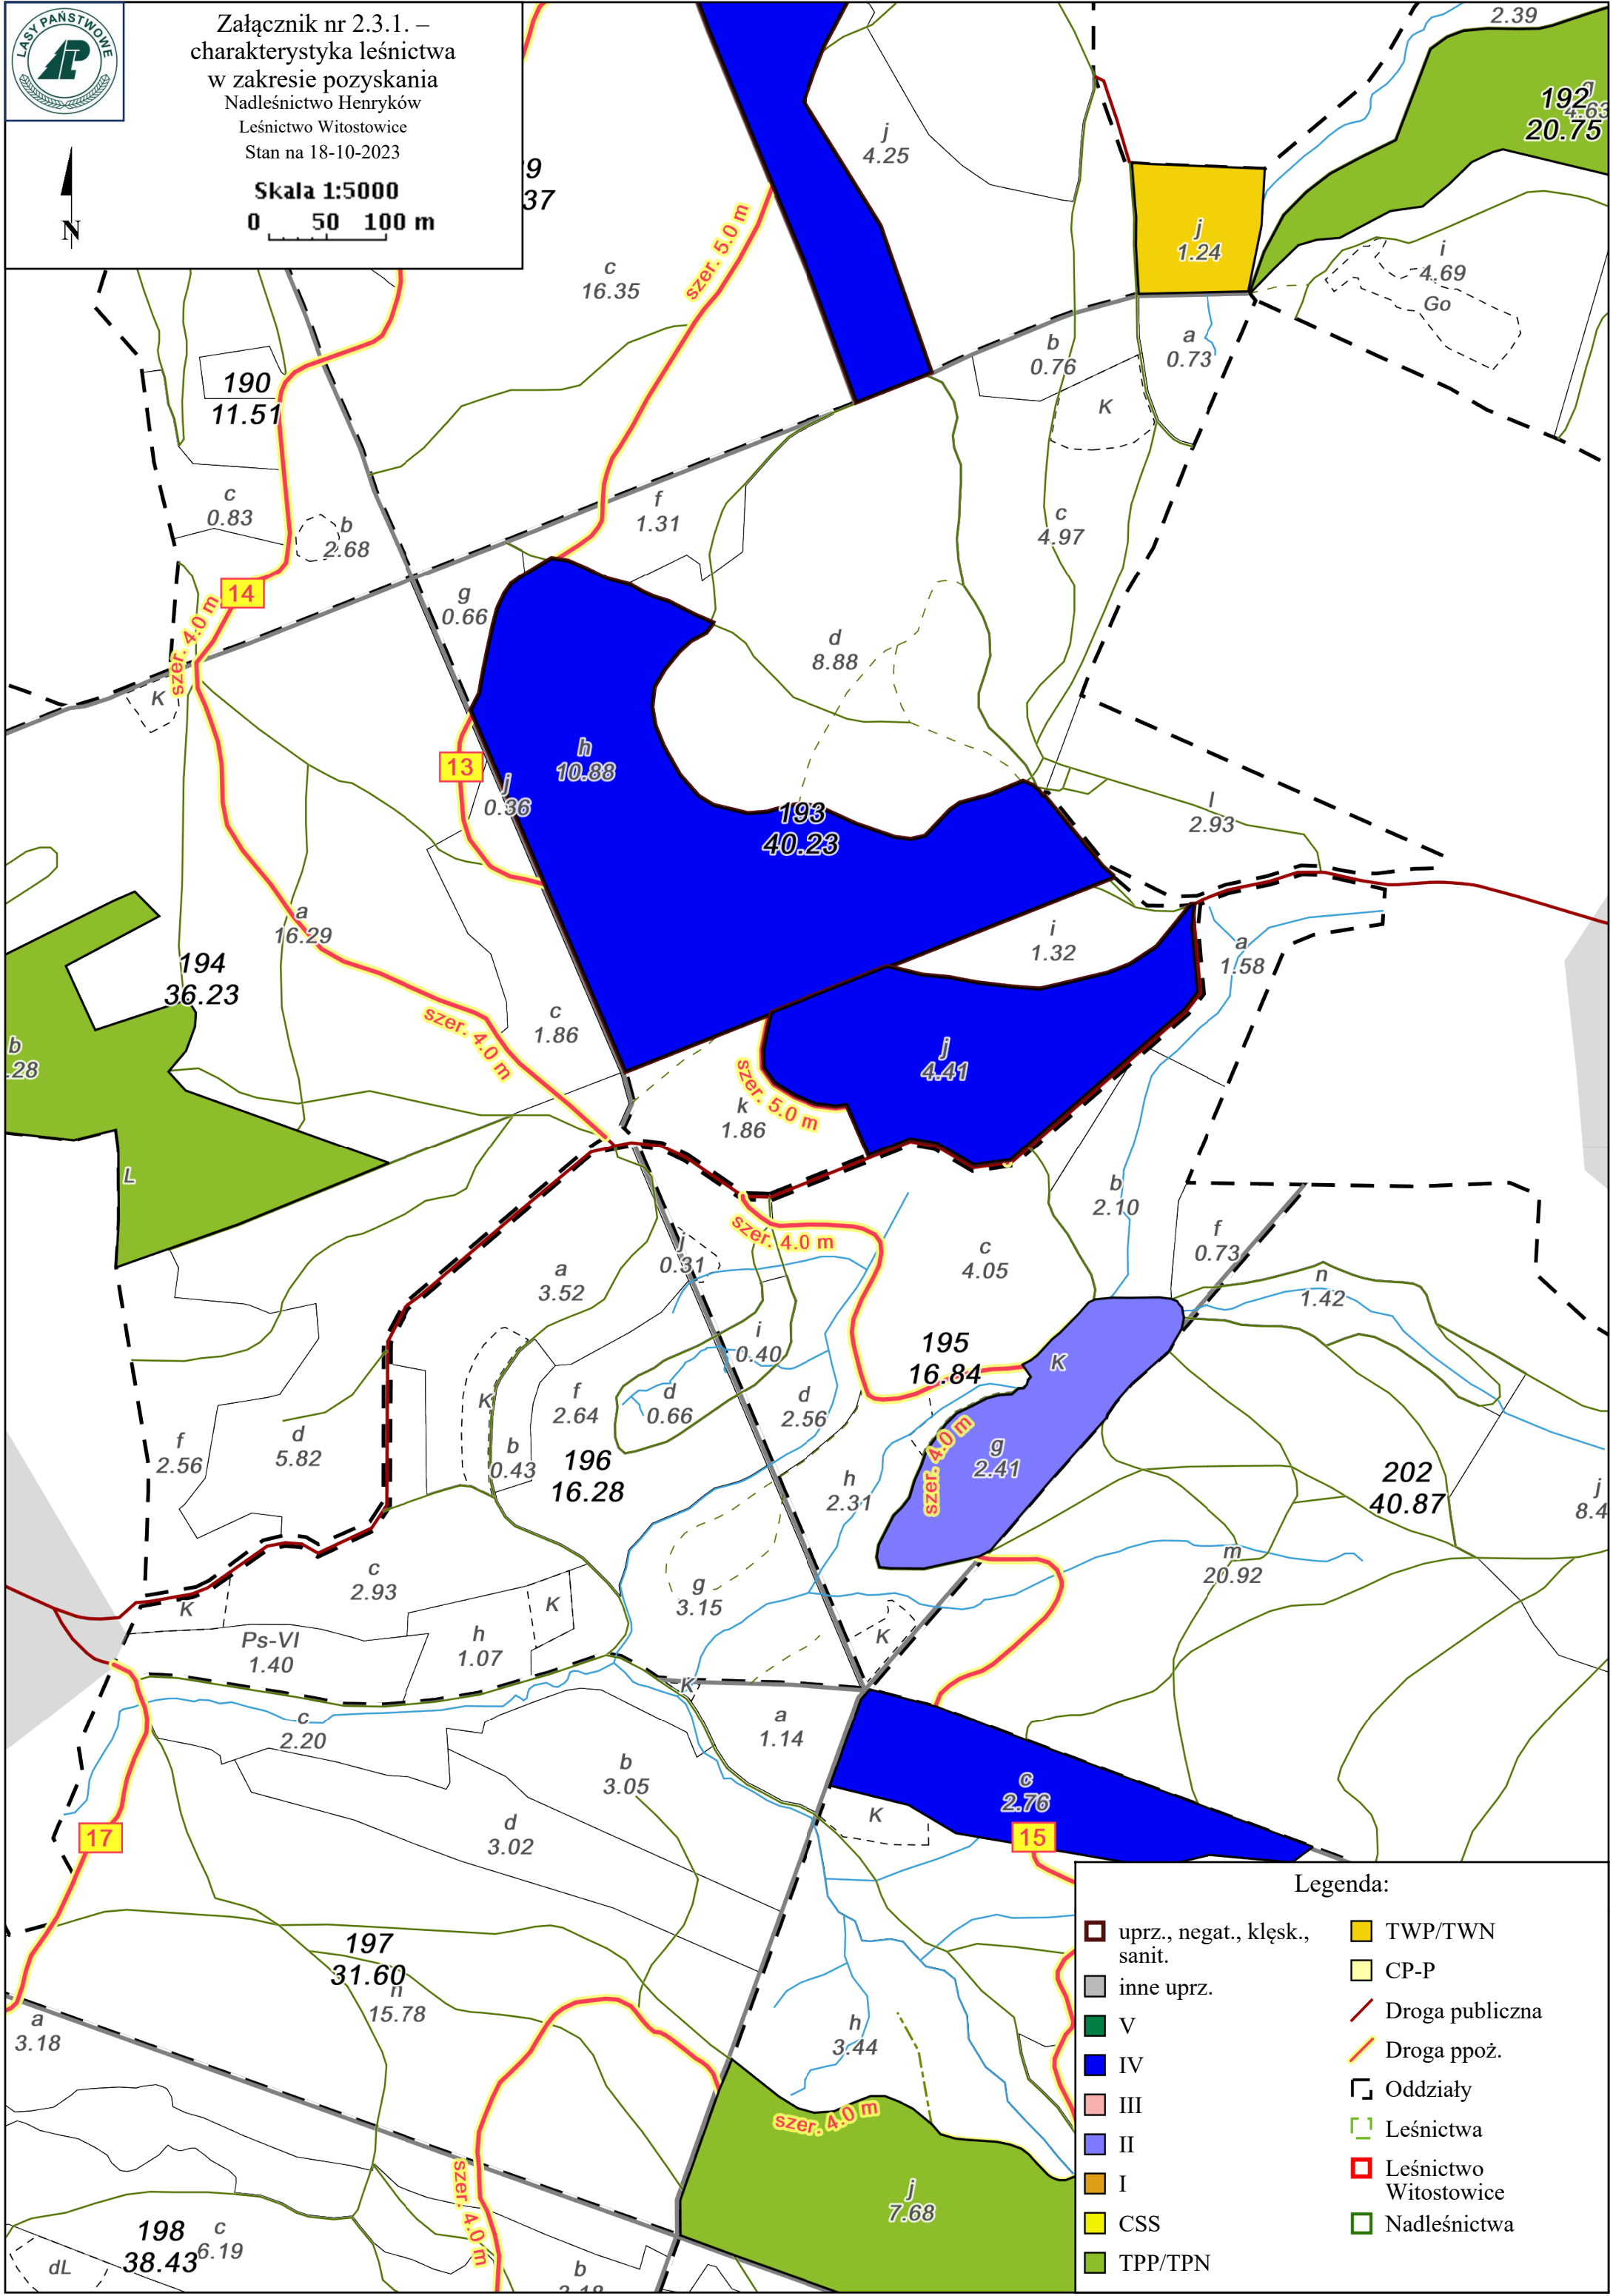 LASY PAŃSTWOWE
Załącznik nr 2.3.1. –
charakterystyka leśnictwa
w zakresie pozyskania
Nadleśnictwo Henryków
Leśnictwo Witostowice
Stan na 18-10-2023
Skala 1:5000
0 50 100 m
N
2.39
192
20.75
g
4.63
9
37
j
4.25
szer. 5.0 m
c
16.35
j
1.24
i
4.69
Go
b
0.76
a
0.73
K
190
11.51
c
0.83
b
2.68
f
1.31
c
4.97
14
szer. 4.0 m
g
0.66
d
8.88
K
13
h
10.88
j
0.36
193
40.23
l
2.93
a
16.29
194
36.23
i
1.32
a
1.58
b
.28
szer. 4.0 m
c
1.86
j
4.41
szer. 5.0 m
k
1.86
L
b
2.10
f
0.73
szer. 4.0 m
j
0.31
a
3.52
c
4.05
n
1.42
i
0.40
195
16.84
K
d
0.66
d
2.56
f
2.64
K
b
0.43
f
2.56
d
5.82
196
16.28
szer. 4.0 m
g
2.41
h
2.31
202
40.87
j
8.4
m
20.92
c
2.93
g
3.15
K
K
K
Ps-VI
1.40
h
1.07
K
a
1.14
c
2.20
b
3.05
c
2.76
K
15
17
d
3.02
197
31.60
n
15.78
a
3.18
h
3.44
szer. 4.0 m
szer. 4.0 m
j
7.68
198
38.43
c
6.19
dL
b
Legenda:
uprz., negat., klęsk.,
sanit.
inne uprz.
V
IV
III
II
I
CSS
TPP/TPN
TWP/TWN
CP-P
Droga publiczna
Droga ppoż.
Oddziały
Leśnictwa
Leśnictwo
Witostowice
Nadleśnictwa